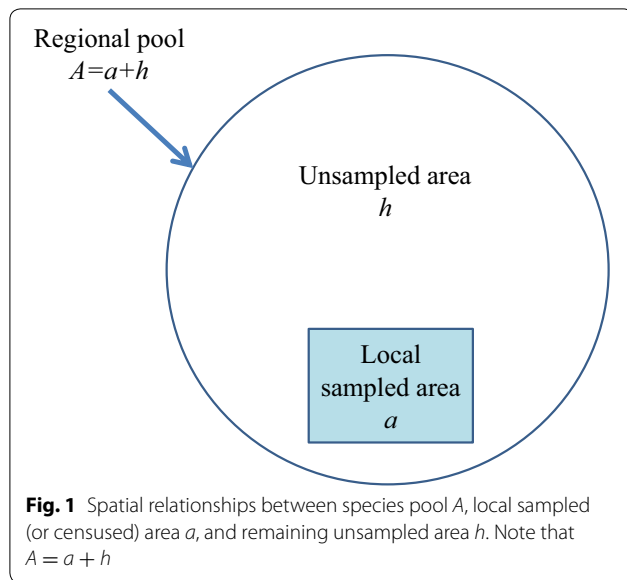 Regional pool
A=a+h
Unsampled area
h
Local
sampled area
a
Fig. 1 Spatial relationships between species pool A, local sampled
(or censused) area a, and remaining unsampled area h. Note that
A = a + h